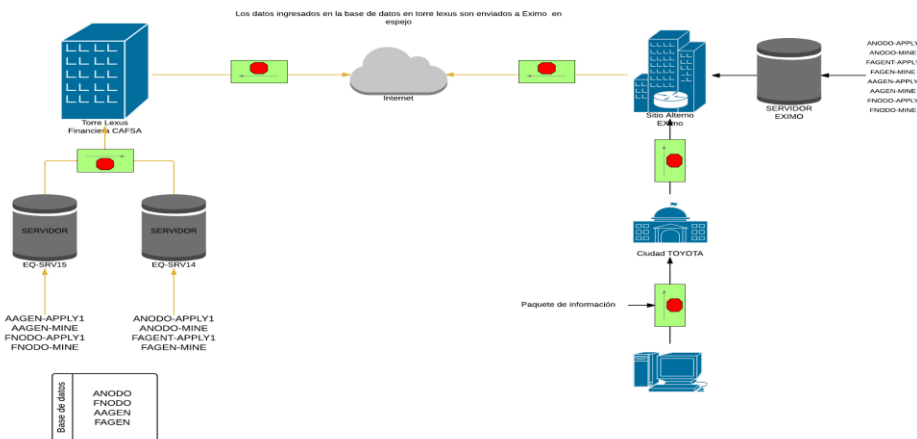 Los datos ingresados en la base de datos en torre lexus son enviados a Eximo en
espejo
Torre Lexus
Financiera CAFSA
Internet
Sitio Alterno
EXimo
SERVIDOR
EXIMO
ANODO-APPLY
ANODO-MINE
FAGENT-APPLY
FAGEN-MINE
AAGEN-APPLY
AAGEN-MINE
FNODO-APPLY
FNODO-MINE
SERVIDOR
EQ-SRV15
SERVIDOR
EQ-SRV14
Ciudad TOYOTA
Paquete de información
AAGEN-APPLY1
AAGEN-MINE
FNODO-APPLY1
FNODO-MINE
ANODO-APPLY1
ANODO-MINE
FAGENT-APPLY1
FAGEN-MINE
Base de datos
ANODO
FNODO
AAGEN
FAGEN